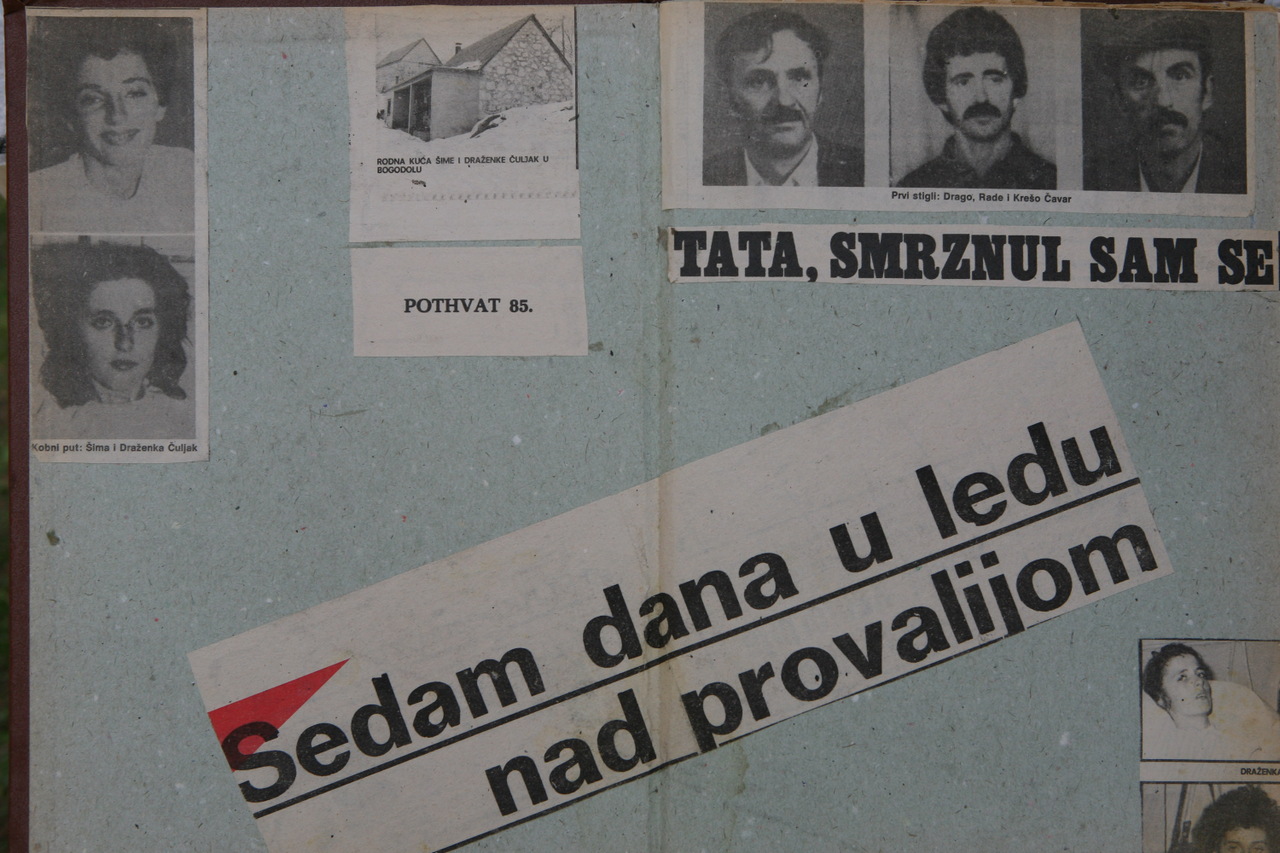 Kobni put: Šima i Draženka Čuljak
RODNA KUĆA ŠIME I DRAŽENKE ČULJAK U
BOGODOLU
POTHVAT 85.
Prvi stigli: Drago, Rade i Krešo Čavar
TATA, SMRZNUL SAM SE
Sedam dana u ledu
nad provalijom
DRAŽENKA